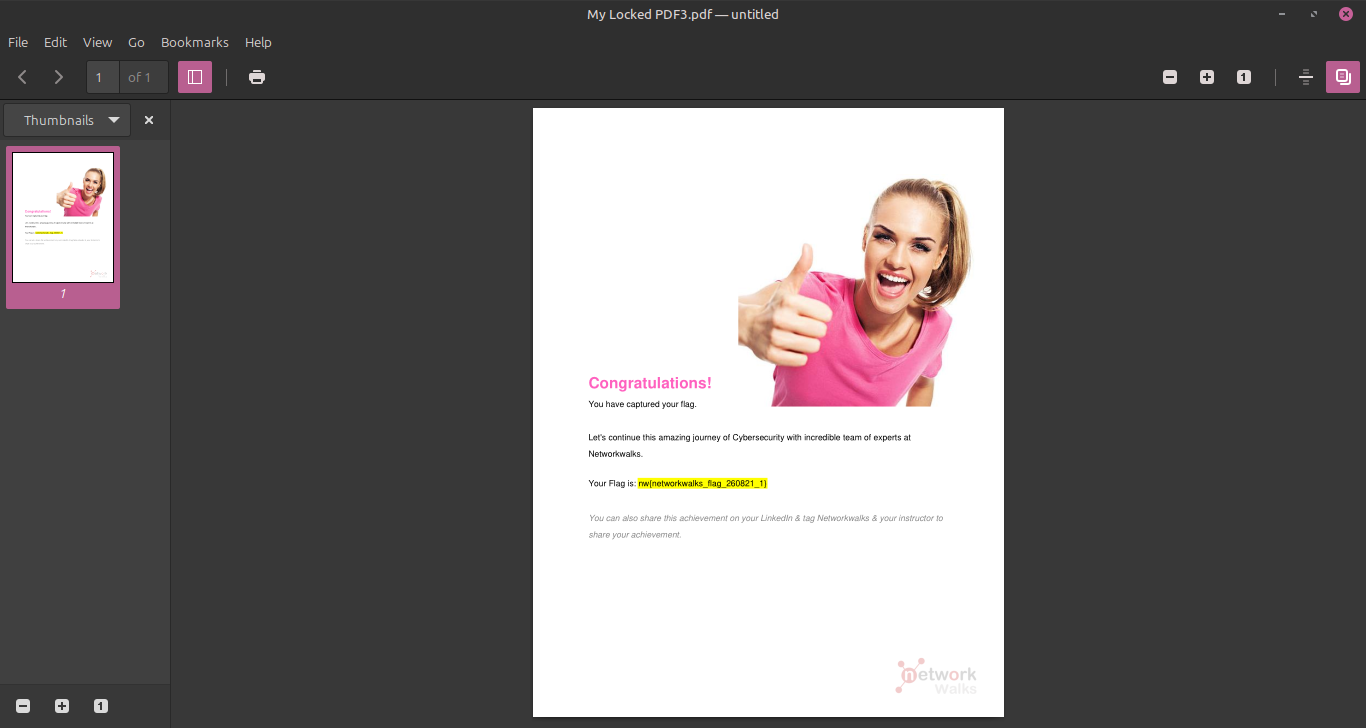 My Locked PDF3.pdf — untitled
File Edit View Go Bookmarks Help
1 of 1
1
Thumbnails
1
Congratulations!
You have captured your flag.
Let's continue this amazing journey of Cybersecurity with incredible team of experts at
Networkwalks.
Your Flag is: nw{networkwalks_flag_260821_1}
You can also share this achievement on your LinkedIn & tag Networkwalks & your instructor to
share your achievement.
network
Walks
1